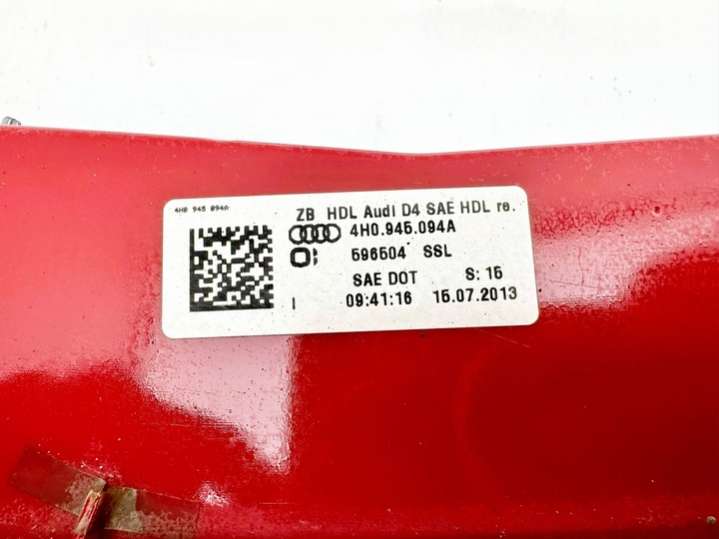 4H0 945 094A
ZB HDL Audi D4 SAE HDL re.
4H0.945.094A
596504 SSL
SAE DOT S: 15
09:41:16 15.07.2013